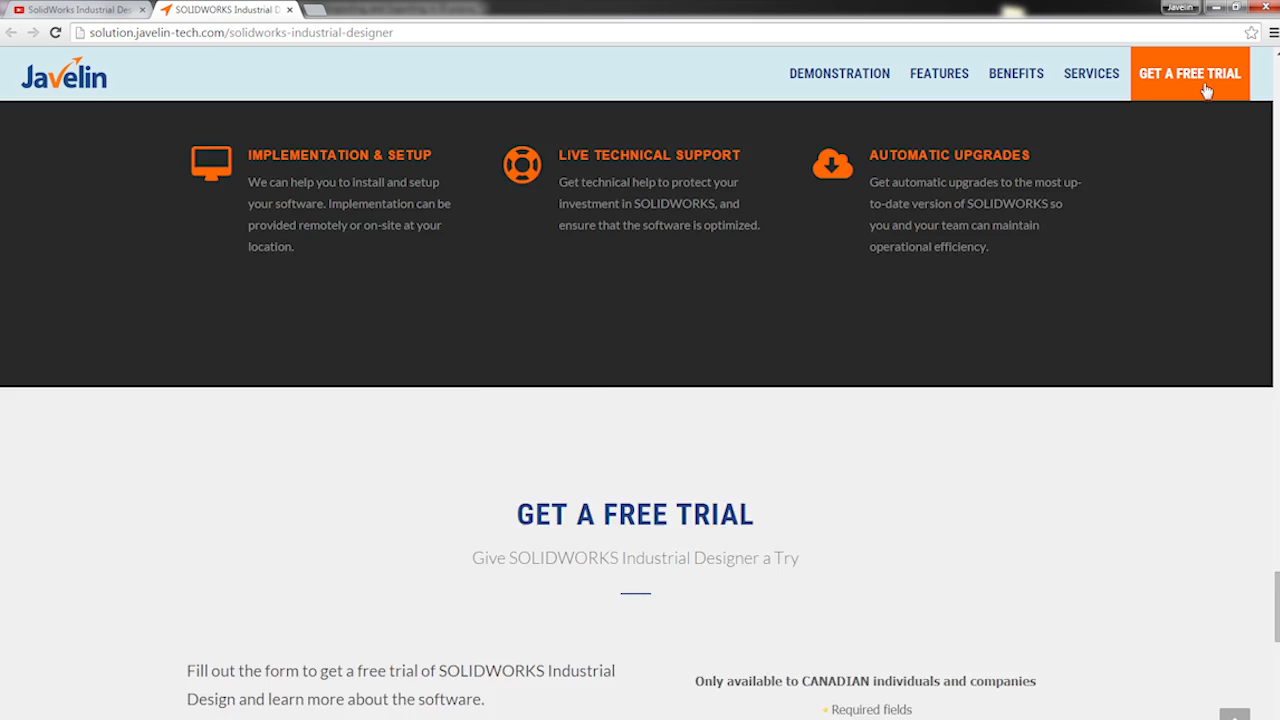 SolidWorks Industrial Des
SOLIDWORKS Industrial D
Javelin
solution.javelin-tech.com/solidworks-industrial-designer
Javelin
DEMONSTRATION
FEATURES
BENEFITS
SERVICES
GET A FREE TRIAL
IMPLEMENTATION & SETUP
We can help you to install and setup
your software. Implementation can be
provided remotely or on-site at your
location.
LIVE TECHNICAL SUPPORT
Get technical help to protect your
investment in SOLIDWORKS, and
ensure that the software is optimized.
AUTOMATIC UPGRADES
Get automatic upgrades to the most up-
to-date version of SOLIDWORKS so
you and your team can maintain
operational efficiency.
GET A FREE TRIAL
Give SOLIDWORKS Industrial Designer a Try
Fill out the form to get a free trial of SOLIDWORKS Industrial
Design and learn more about the software.
Only available to CANADIAN individuals and companies
Required fields